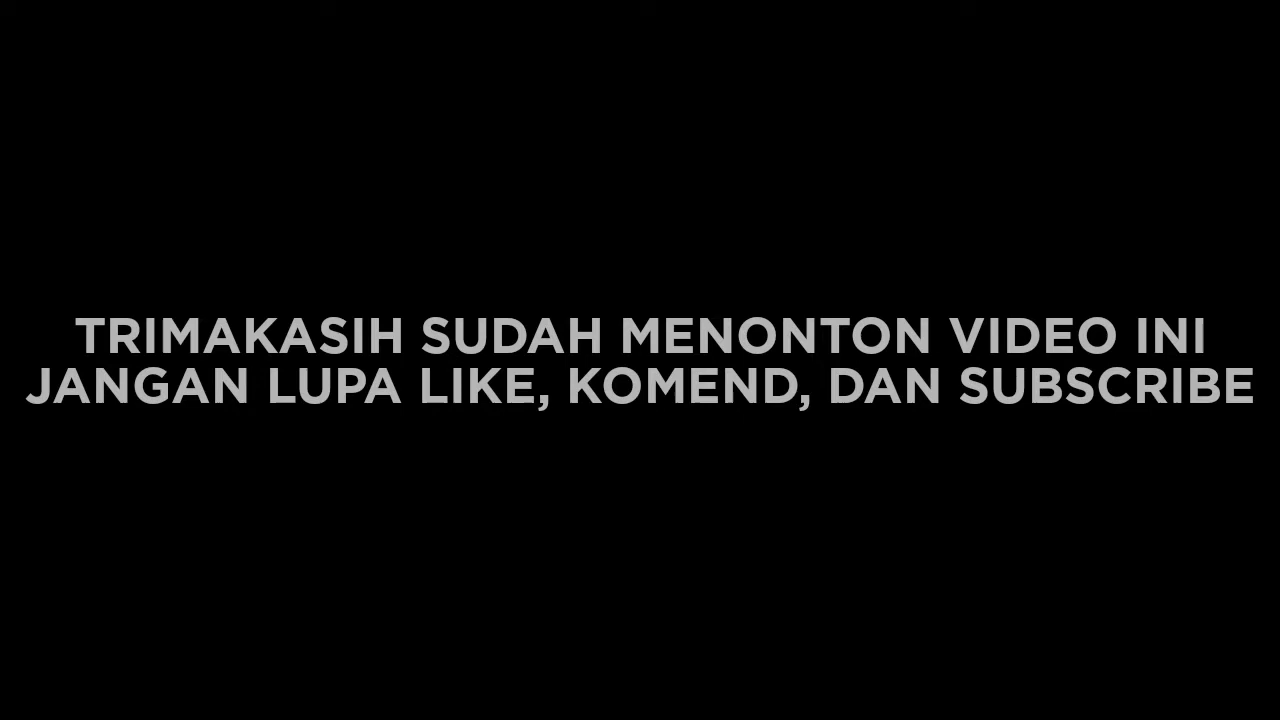 TRIMAKASIH SUDAH MENONTON VIDEO INI
JANGAN LUPA LIKE, KOMEND, DAN SUBSCRIBE